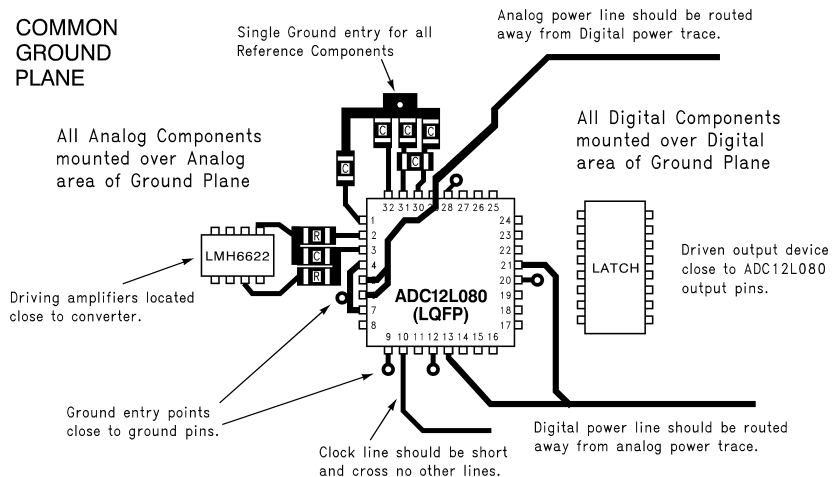 COMMON
GROUND
PLANE
Single Ground entry for all
Reference Components
Analog power line should be routed
away from Digital power trace.
All Analog Components
mounted over Analog
area of Ground Plane
All Digital Components
mounted over Digital
area of Ground Plane
C
C
C
C
C
32 31 30 28 27 26 25
1
2
3
4
7
8
24
23
22
21
20
19
18
17
9 10 11 12 13 14 15 16
R
C
R
LMH6622
ADC12L080
(LQFP)
LATCH
Driven output device
close to ADC12L080
output pins.
Driving amplifiers located
close to converter.
Ground entry points
close to ground pins.
Clock line should be short
and cross no other lines.
Digital power line should be routed
away from analog power trace.